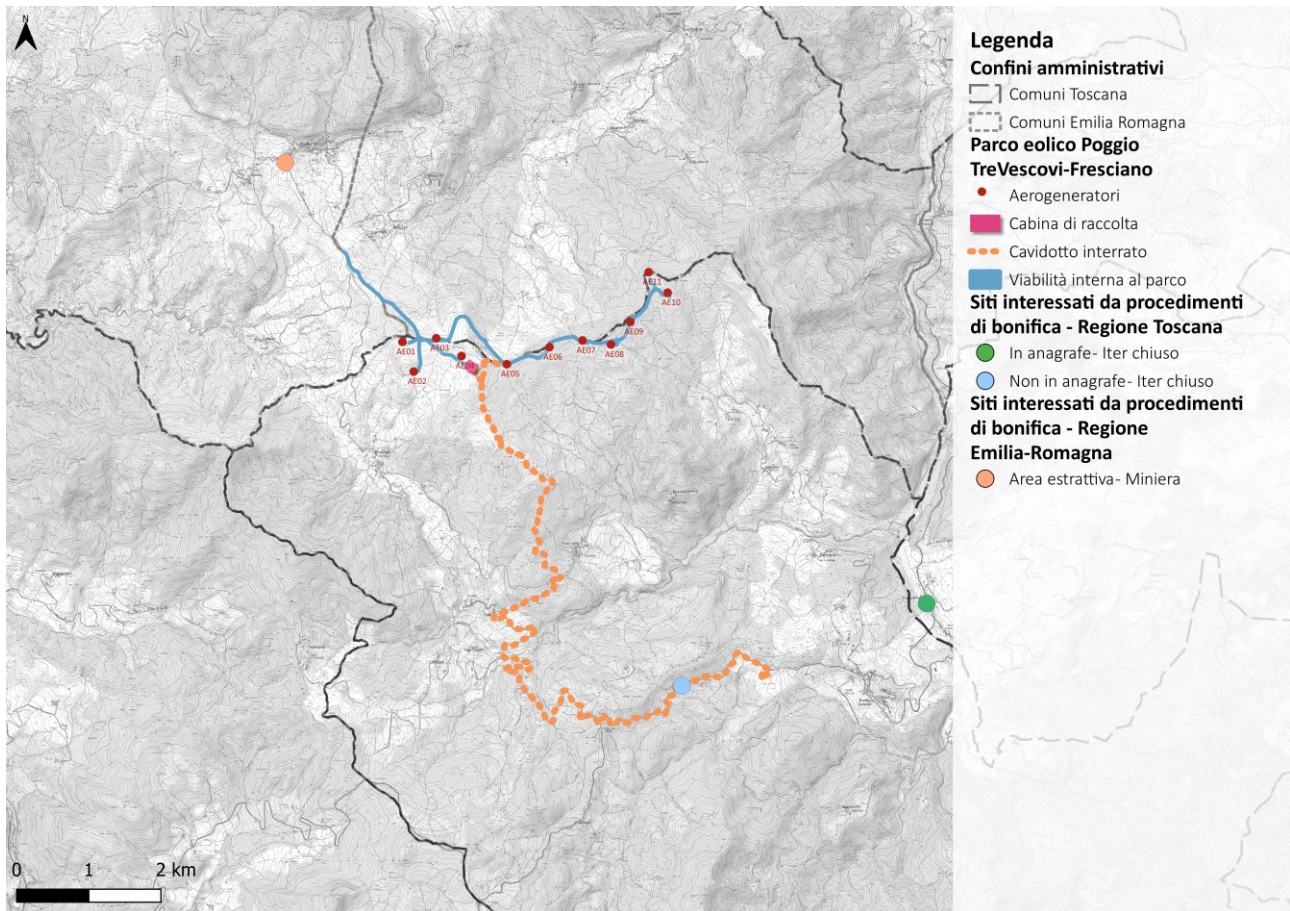 N
Legenda
Confini amministrativi
Comuni Toscana
Comuni Emilia Romagna
Parco eolico Poggio
TreVescovi-Fresciano
Aerogeneratori
Cabina di raccolta
Cavidotto interrato
Viabilità interna al parco
Siti interessati da procedimenti
di bonifica - Regione Toscana
In anagrafe- Iter chiuso
Non in anagrafe- Iter chiuso
Siti interessati da procedimenti
di bonifica - Regione
Emilia-Romagna
Area estrattiva- Miniera
AE11
AE10
AE09
AE01
AE03
AE07
AE08
AE06
AE04
AE05
AE02
0 1 2 km